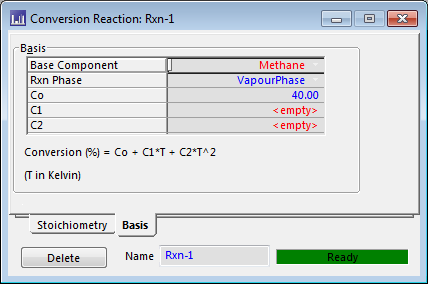 Conversion Reaction: Rxn-1
Basis
Base Component Methane
Rxn Phase VapourPhase
Co 40.00
C1 <empty>
C2 <empty>
Conversion (%) = Co + C1*T + C2*T^2
(T in Kelvin)
Stoichiometry Basis
Delete Name Rxn-1 Ready